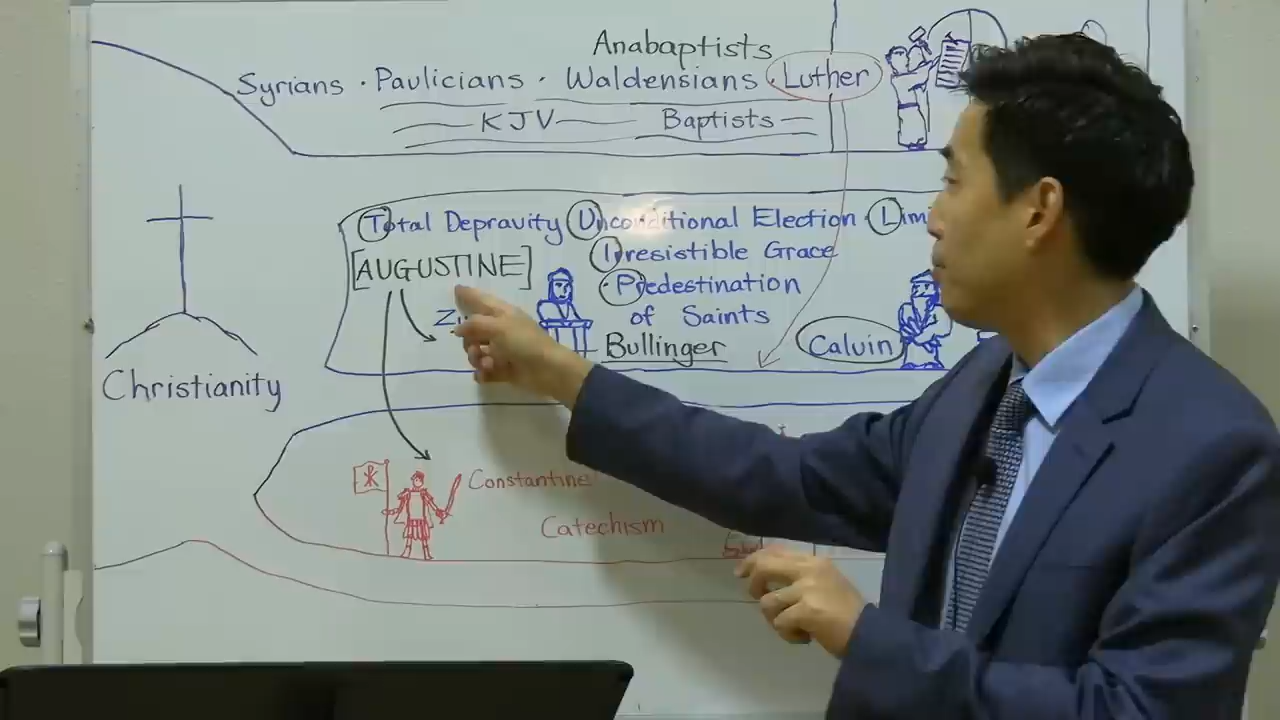 Anabaptists
Syrians · Paulicians · Waldensians · Luther
KJV Baptists
Total Depravity Unconditional Election · Lim
[AUGUSTINE] Irresistible Grace
· Predestination
of Saints
Bullinger Calvin
Christianity
Constantine
Catechism